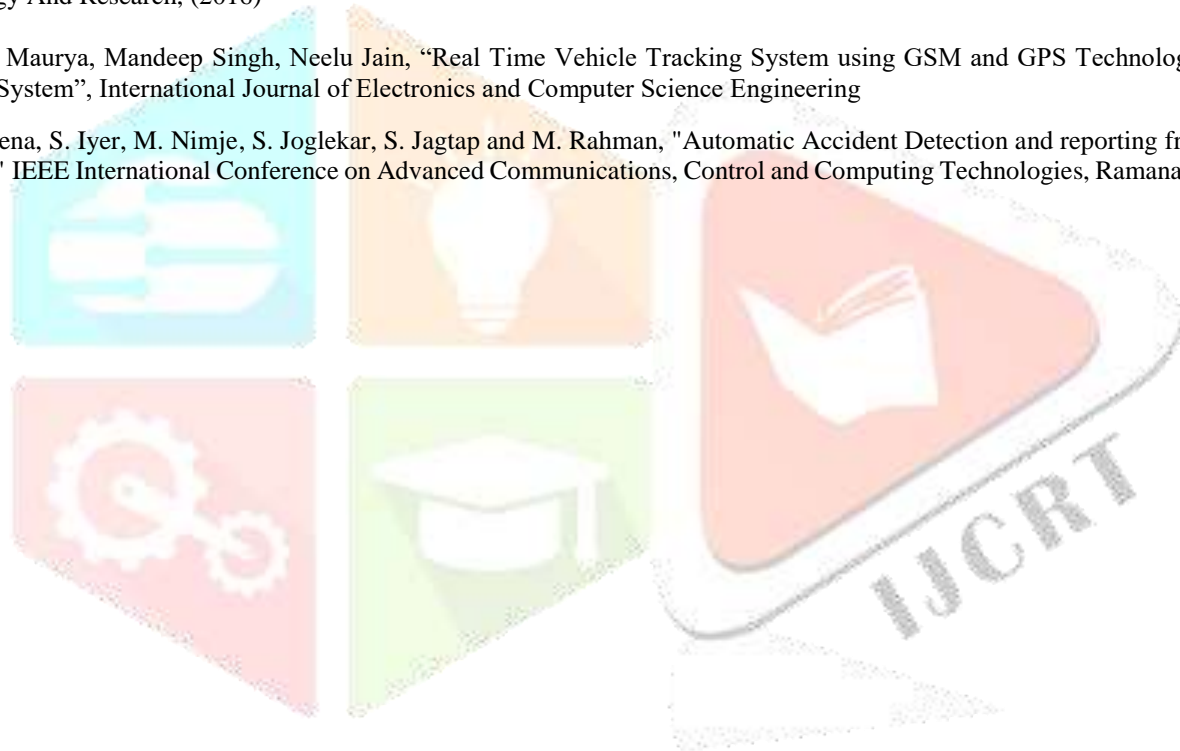 gy And Research, (2016)
Maurya, Mandeep Singh, Neelu Jain, “Real Time Vehicle Tracking System using GSM and GPS Technolog
System”, International Journal of Electronics and Computer Science Engineering
ena, S. Iyer, M. Nimje, S. Joglekar, S. Jagtap and M. Rahman, "Automatic Accident Detection and reporting fr
' IEEE International Conference on Advanced Communications, Control and Computing Technologies, Ramana
IJCRT